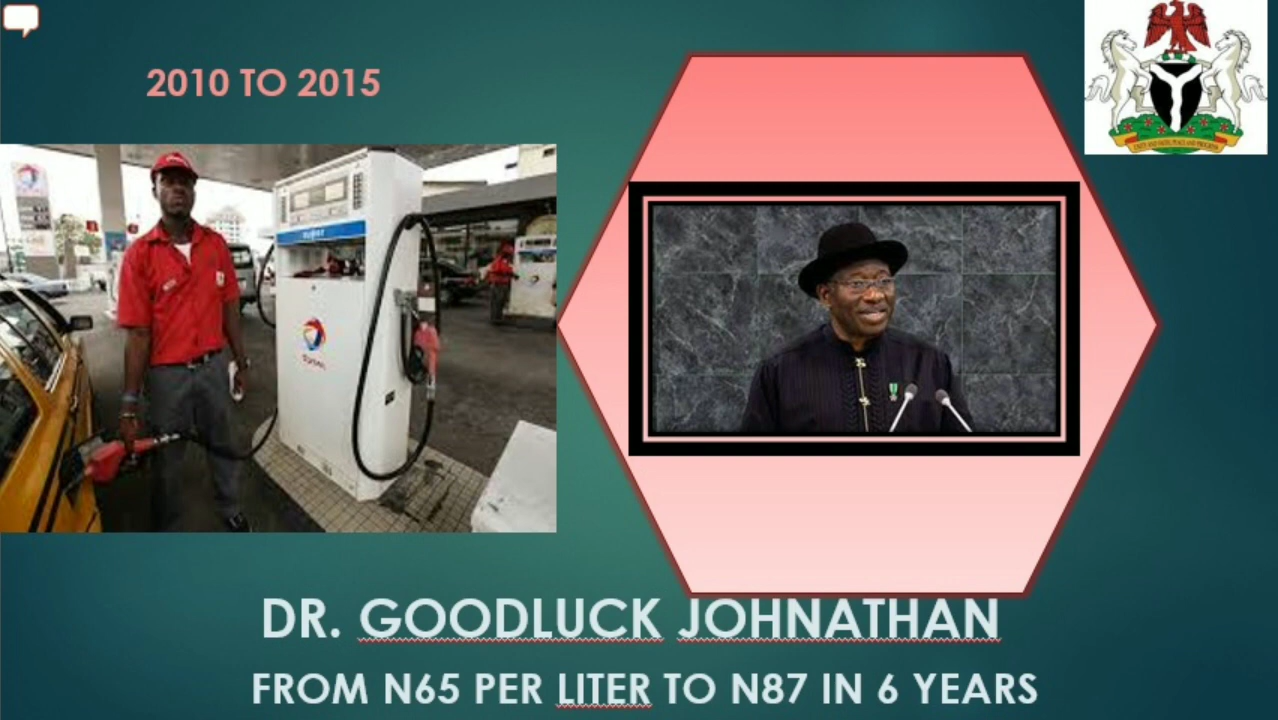 2010 TO 2015
DR. GOODLUCK JOHNATHAN
FROM N65 PER LITER TO N87 IN 6 YEARS